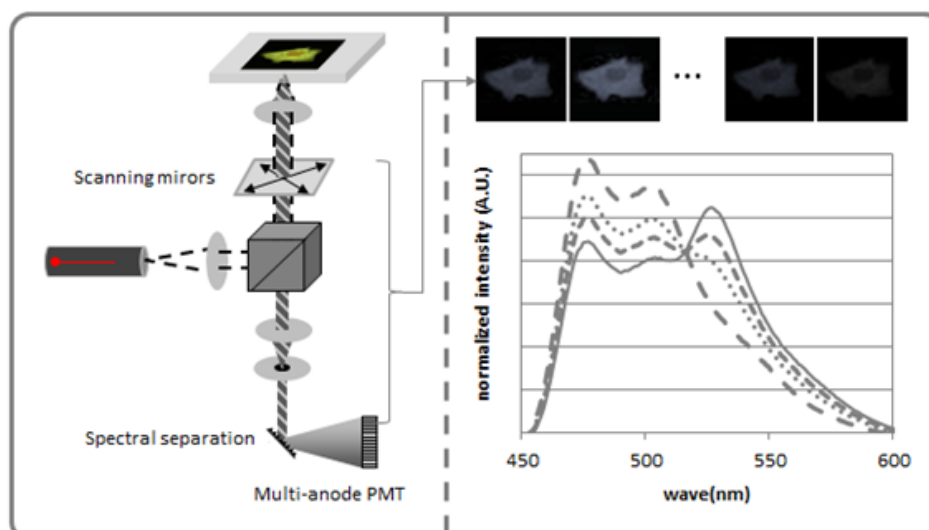 Scanning mirors
Spectral separation
Multi-anode PMT
...
normalized intensity (A.U.)
450 500 550 600
wave(nm)